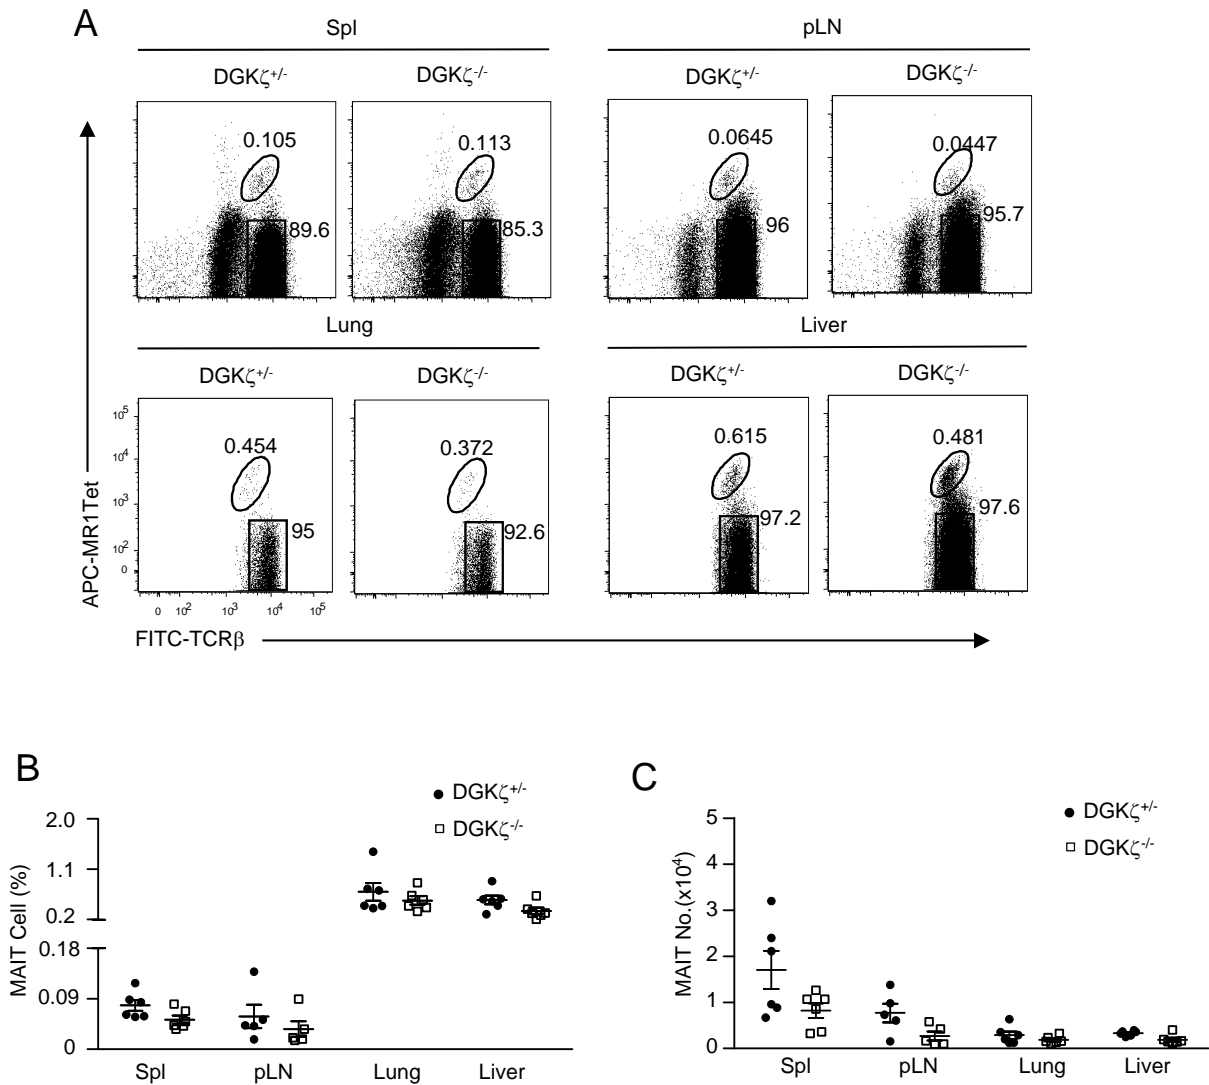 A
Spl
pLN
DGKζ+/-
DGKζ-/-
DGKζ+/-
DGKζ-/-
0.105
0.113
0.0645
0.0447
89.6
85.3
96
95.7
Lung
Liver
DGKζ+/-
DGKζ-/-
DGKζ+/-
DGKζ-/-
10⁵
10⁴
10³
10²
0
0.454
0.372
0.615
0.481
95
92.6
97.2
97.6
0 10² 10³ 10⁴ 10⁵
APC-MR1Tet
FITC-TCRβ
B
DGKζ+/-
DGKζ-/-
MAIT Cell (%)
2.0
1.1
0.2
0.18
0.09
0
Spl pLN Lung Liver
C
DGKζ+/-
DGKζ-/-
MAIT No.(x10⁴)
5
4
3
2
1
0
Spl pLN Lung Liver